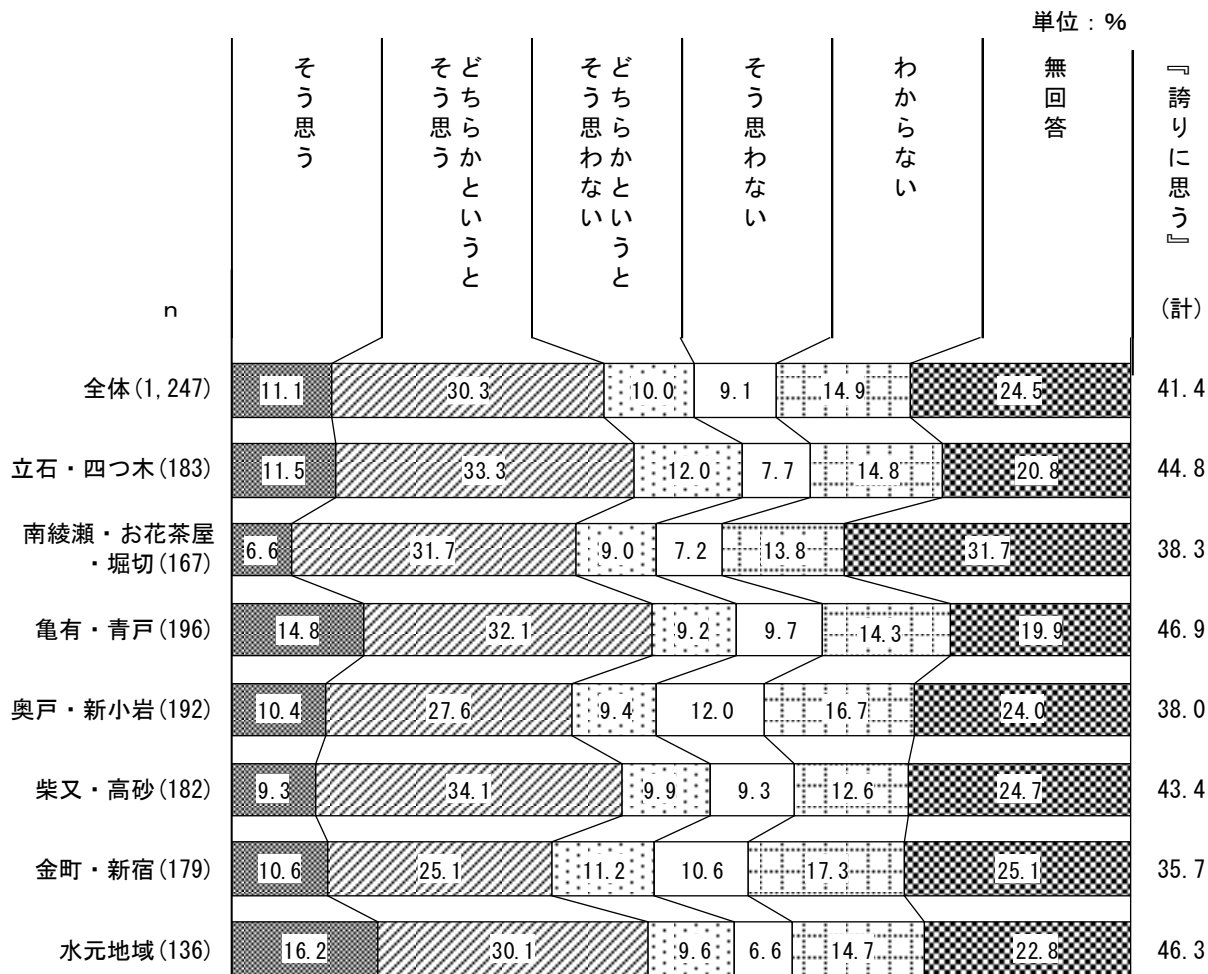 単位：％
そう思う
どちらかというと
そう思う
どちらかというと
そう思わない
そう思わない
わからない
無回答
『誇りに思う』
(計)
n
全体(1,247) 11.1 30.3 10.0 9.1 14.9 24.5 41.4
立石・四つ木(183) 11.5 33.3 12.0 7.7 14.8 20.8 44.8
南綾瀬・お花茶屋
・堀切(167) 6.6 31.7 9.0 7.2 13.8 31.7 38.3
亀有・青戸(196) 14.8 32.1 9.2 9.7 14.3 19.9 46.9
奥戸・新小岩(192) 10.4 27.6 9.4 12.0 16.7 24.0 38.0
柴又・高砂(182) 9.3 34.1 9.9 9.3 12.6 24.7 43.4
金町・新宿(179) 10.6 25.1 11.2 10.6 17.3 25.1 35.7
水元地域(136) 16.2 30.1 9.6 6.6 14.7 22.8 46.3